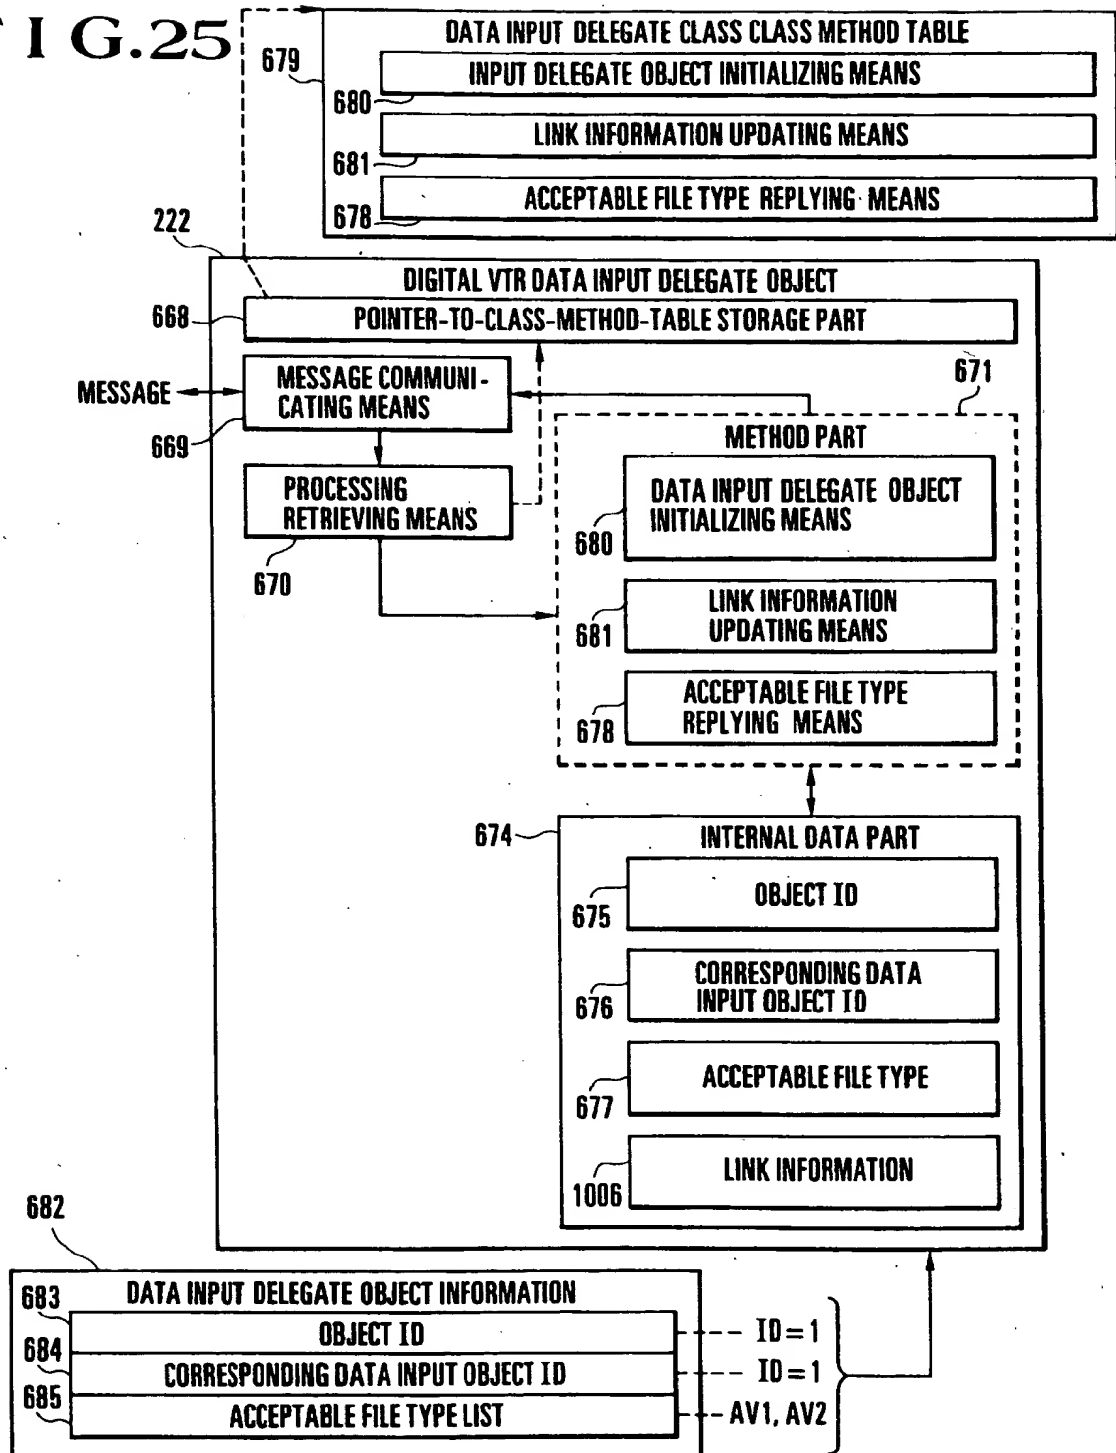 I G.25
DATA INPUT DELEGATE CLASS CLASS METHOD TABLE
679
INPUT DELEGATE OBJECT INITIALIZING MEANS
680
LINK INFORMATION UPDATING MEANS
681
ACCEPTABLE FILE TYPE REPLYING MEANS
678
222
DIGITAL VTR DATA INPUT DELEGATE OBJECT
668
POINTER-TO-CLASS-METHOD-TABLE STORAGE PART
671
MESSAGE
MESSAGE COMMUNI-
CATING MEANS
669
METHOD PART
PROCESSING
RETRIEVING MEANS
670
DATA INPUT DELEGATE OBJECT
INITIALIZING MEANS
680
LINK INFORMATION
UPDATING MEANS
681
ACCEPTABLE FILE TYPE
REPLYING MEANS
678
674
INTERNAL DATA PART
OBJECT ID
675
CORRESPONDING DATA
INPUT OBJECT ID
676
ACCEPTABLE FILE TYPE
677
LINK INFORMATION
1006
682
DATA INPUT DELEGATE OBJECT INFORMATION
683
OBJECT ID
ID=1
684
CORRESPONDING DATA INPUT OBJECT ID
ID=1
685
ACCEPTABLE FILE TYPE LIST
AV1, AV2